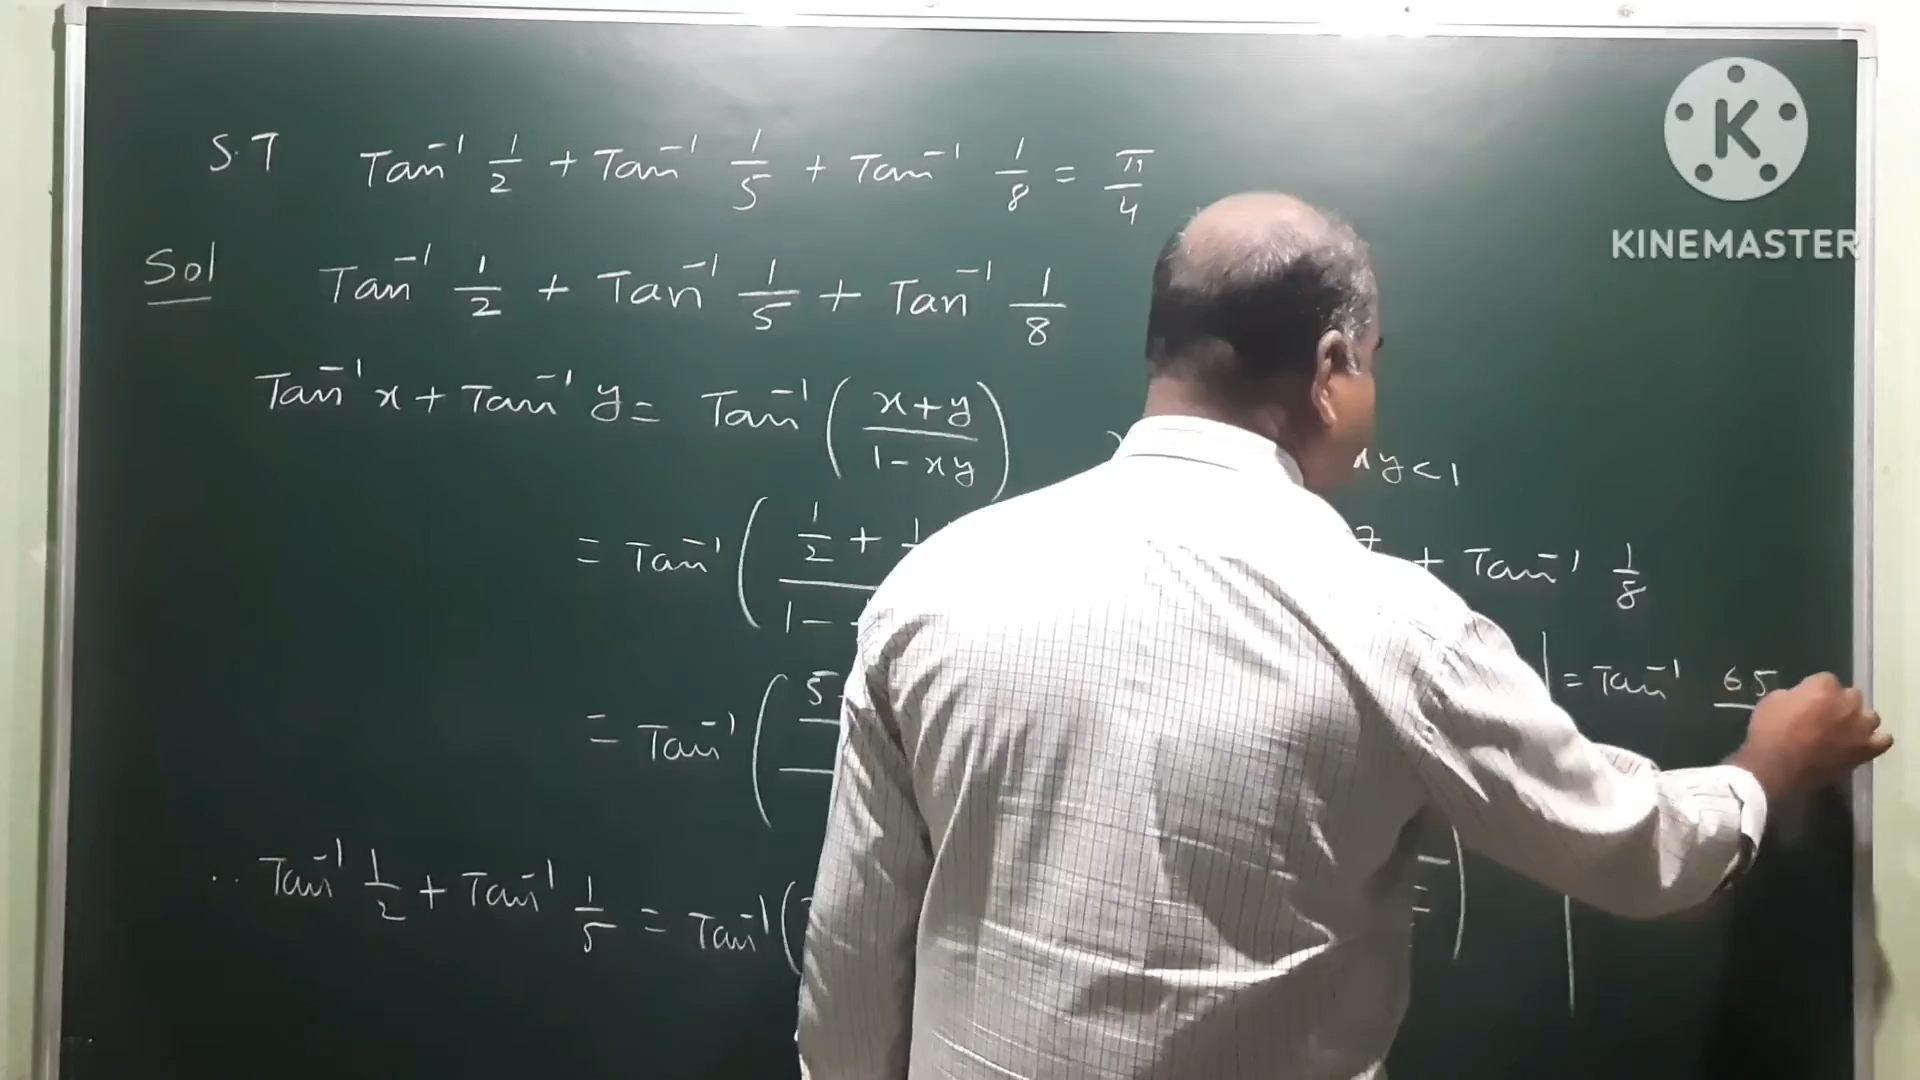 S.T Tan⁻¹ 1/2 + Tan⁻¹ 1/5 + Tan⁻¹ 1/8 = π/4
Sol Tan⁻¹ 1/2 + Tan⁻¹ 1/5 + Tan⁻¹ 1/8
Tan⁻¹ x + Tan⁻¹ y = Tan⁻¹ (x+y / 1-xy) xy < 1
= Tan⁻¹ ( 1/2 + 1/ / 1- 7 + Tan⁻¹ 1/8
= Tan⁻¹ ( 5 = Tan⁻¹ 65
.. Tan⁻¹ 1/2 + Tan⁻¹ 1/5 = Tan⁻¹ (
K
KINEMASTER